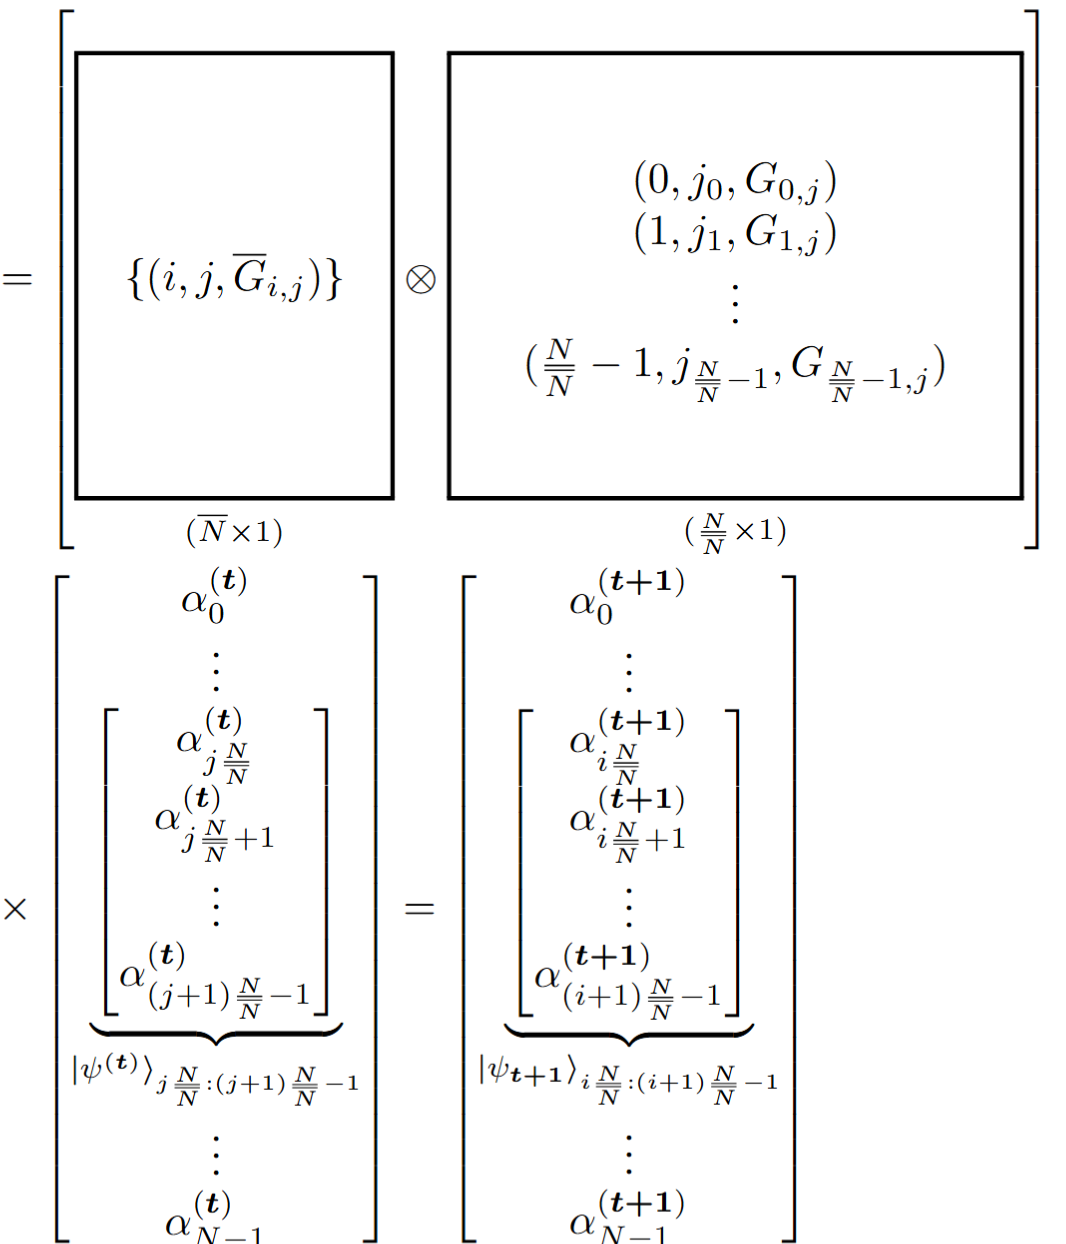 (0, j_0, G_{0,j})
(1, j_1, G_{1,j})
= [ {(i, j, \overline{G}_{i,j})} ⊗ ⋮ ]
(\frac{N}{\overline{N}} − 1, j_{\frac{N}{\overline{N}}−1}, G_{\frac{N}{\overline{N}}−1,j})
(\overline{N}×1) (\frac{N}{\overline{N}}×1)
α_0^{(t)} α_0^{(t+1)}
⋮ ⋮
α_{j\frac{N}{\overline{N}}}^{(t)} α_{i\frac{N}{\overline{N}}}^{(t+1)}
α_{j\frac{N}{\overline{N}}+1}^{(t)} α_{i\frac{N}{\overline{N}}+1}^{(t+1)}
× ⋮ = ⋮
α_{(j+1)\frac{N}{\overline{N}}−1}^{(t)} α_{(i+1)\frac{N}{\overline{N}}−1}^{(t+1)}
|ψ^{(t)}⟩_{j\frac{N}{\overline{N}}:(j+1)\frac{N}{\overline{N}}−1} |ψ_{t+1}⟩_{i\frac{N}{\overline{N}}:(i+1)\frac{N}{\overline{N}}−1}
⋮ ⋮
α_{N−1}^{(t)} α_{N−1}^{(t+1)}